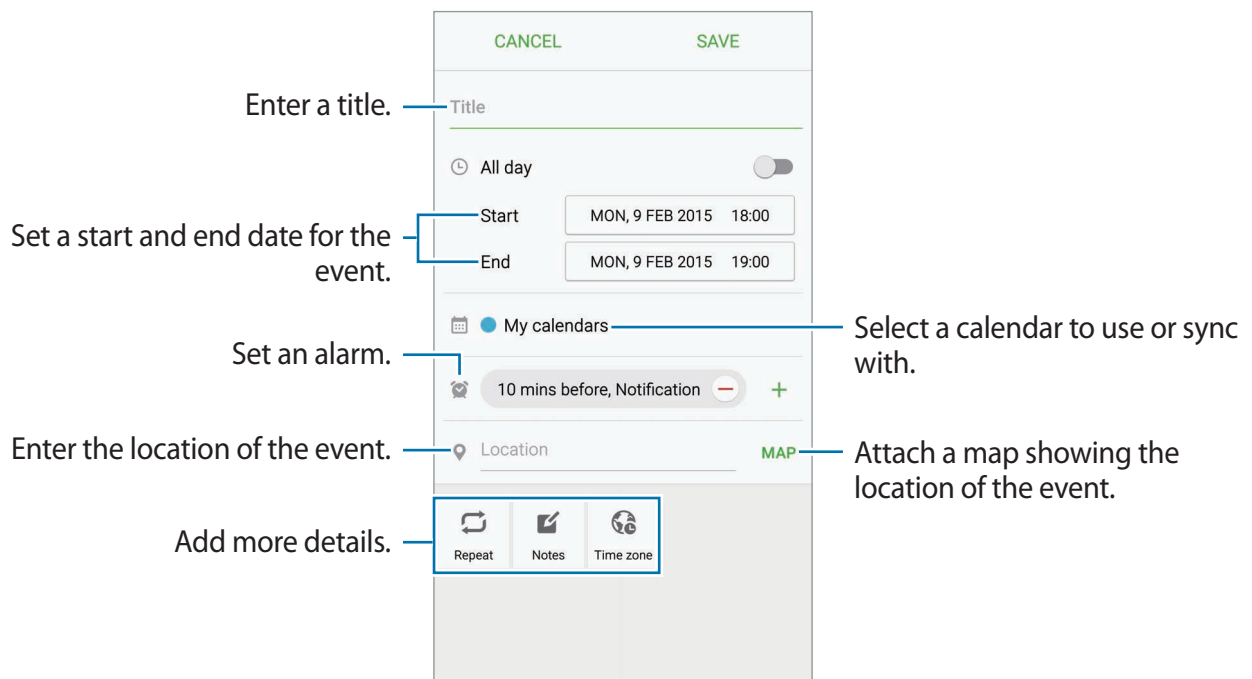 CANCEL SAVE
Enter a title. Title
All day
Start MON, 9 FEB 2015 18:00
Set a start and end date for the
event.
End MON, 9 FEB 2015 19:00
My calendars
Select a calendar to use or sync
with.
Set an alarm.
10 mins before, Notification
Enter the location of the event. Location MAP
Attach a map showing the
location of the event.
Add more details.
Repeat Notes Time zone